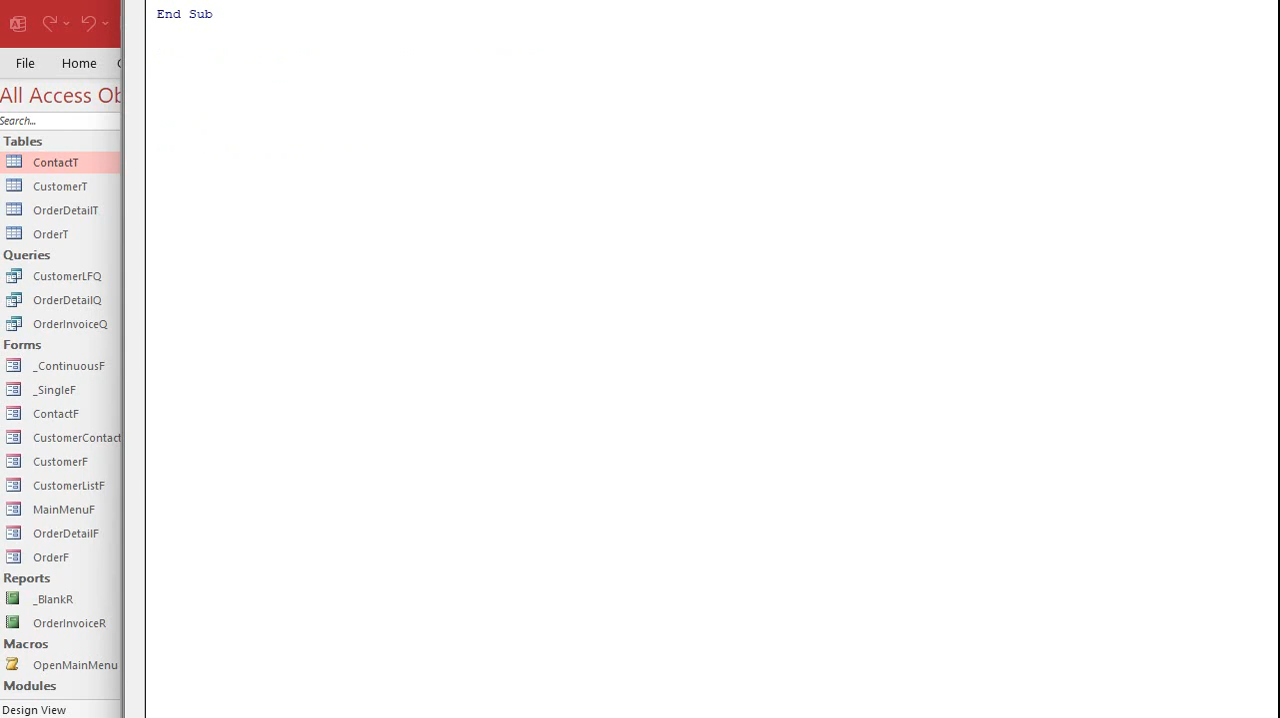 End Sub
File Home
All Access Ob
Search...
Tables
ContactT
CustomerT
OrderDetailT
OrderT
Queries
CustomerLFQ
OrderDetailQ
OrderInvoiceQ
Forms
_ContinuousF
_SingleF
ContactF
CustomerContact
CustomerF
CustomerListF
MainMenuF
OrderDetailF
OrderF
Reports
_BlankR
OrderInvoiceR
Macros
OpenMainMenu
Modules
Design View